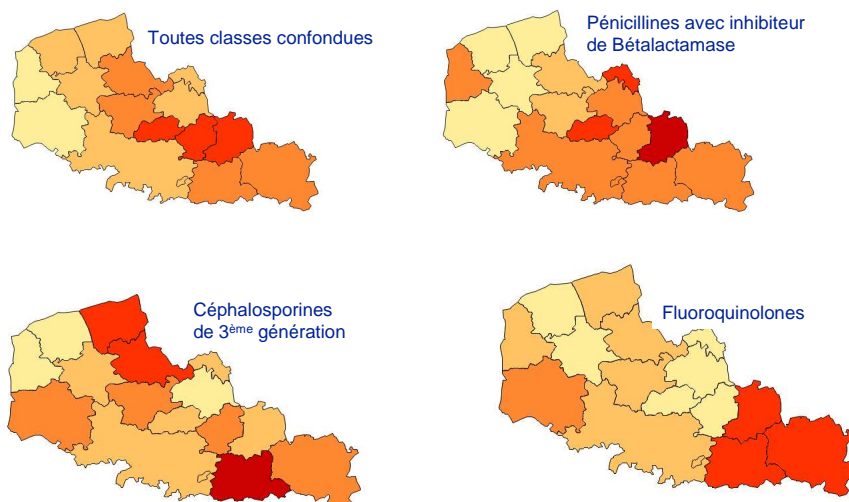 Toutes classes confondues
Pénicillines avec inhibiteur
de Bétalactamase
Céphalosporines
de 3ème génération
Fluoroquinolones